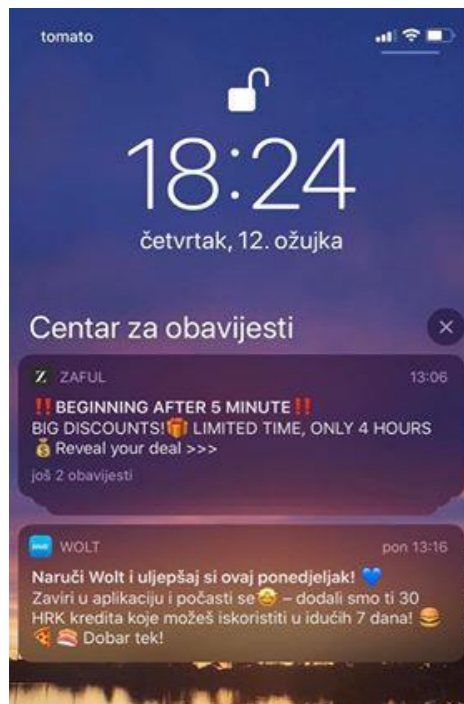 tomato
18:24
četvrtak, 12. ožujka
Centar za obavijesti
ZAFUL 13:06
‼️BEGINNING AFTER 5 MINUTE‼️
BIG DISCOUNTS!🎁 LIMITED TIME, ONLY 4 HOURS
💰 Reveal your deal >>>
još 2 obavijesti
WOLT pon 13:16
Naruči Wolt i uljepšaj si ovaj ponedjeljak! 💙
Zaviri u aplikaciju i počasti se🤩 – dodali smo ti 30
HRK kredita koje možeš iskoristiti u idućih 7 dana! 🍔
🍕 🍣 Dobar tek!